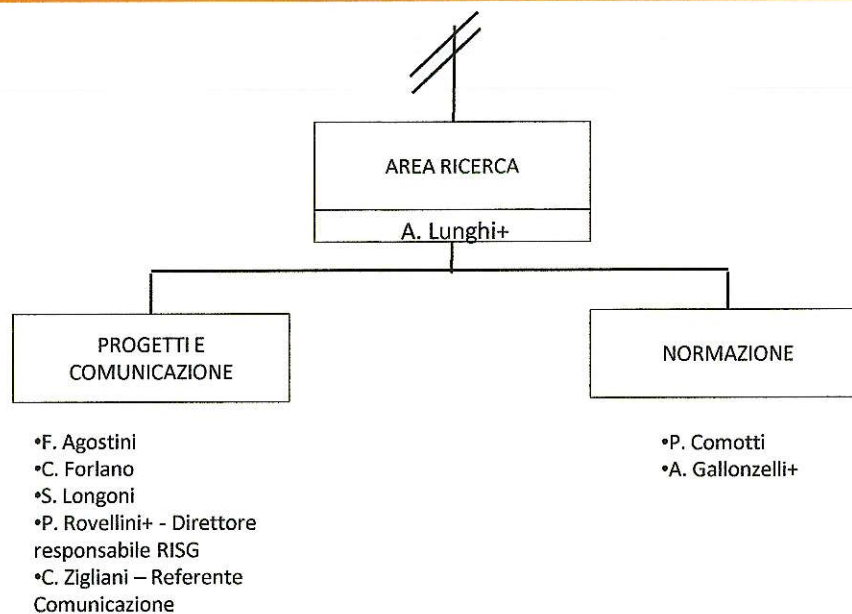 AREA RICERCA
A. Lunghi+
PROGETTI E
COMUNICAZIONE
•F. Agostini
•C. Forlano
•S. Longoni
•P. Rovellini+ - Direttore
responsabile RISG
•C. Zigliani – Referente
Comunicazione
NORMAZIONE
•P. Comotti
•A. Gallonzelli+